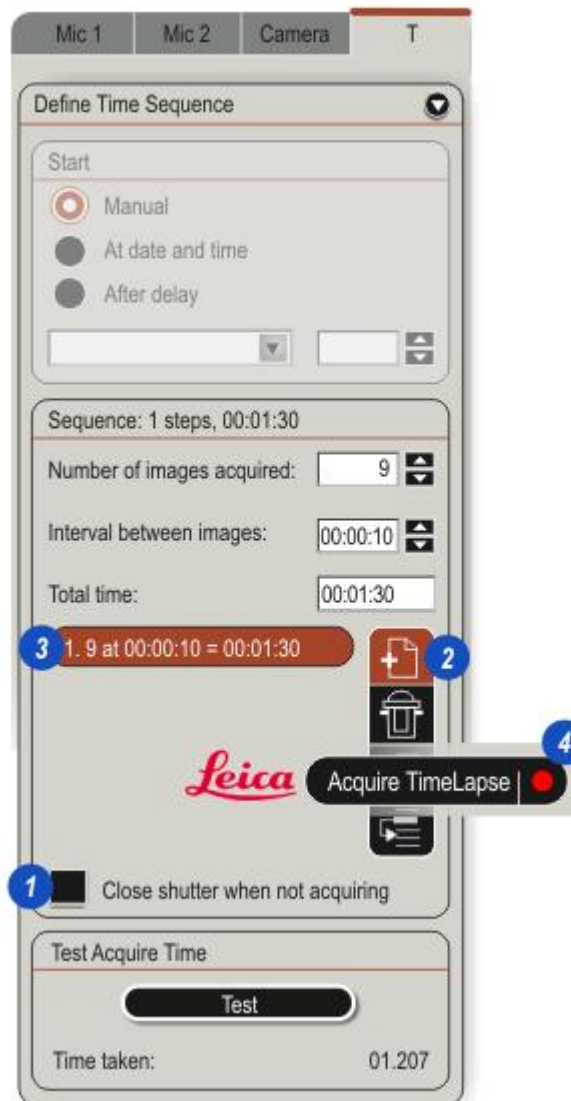 Mic 1 Mic 2 Camera T
Define Time Sequence
Start
Manual
At date and time
After delay
Sequence: 1 steps, 00:01:30
Number of images acquired: 9
Interval between images: 00:00:10
Total time: 00:01:30
3 1. 9 at 00:00:10 = 00:01:30 2
4
Leica Acquire TimeLapse |
1 Close shutter when not acquiring
Test Acquire Time
Test
Time taken: 01.207